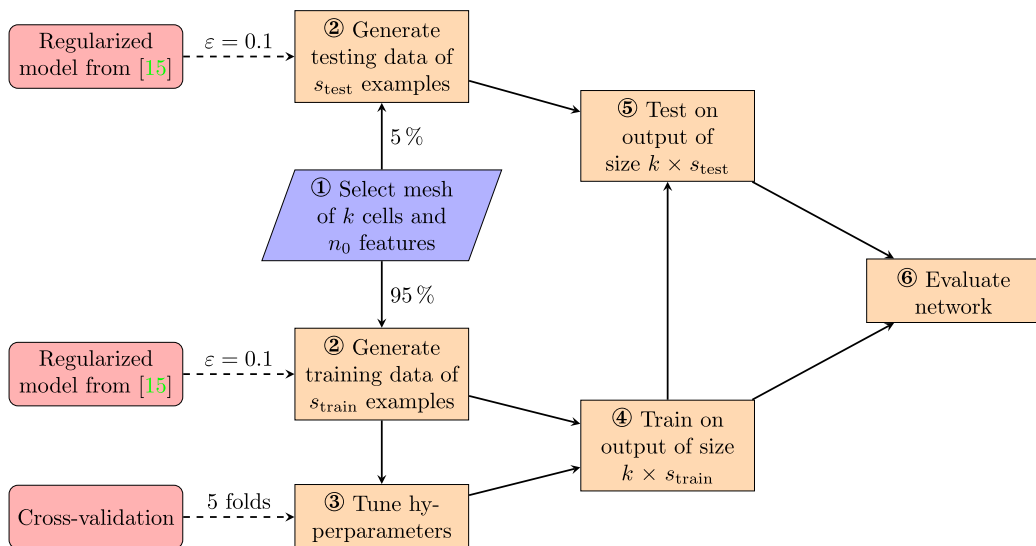 Regularized
model from [15]
ε = 0.1
② Generate
testing data of
s_test examples
5 %
① Select mesh
of k cells and
n_0 features
95 %
Regularized
model from [15]
ε = 0.1
② Generate
training data of
s_train examples
Cross-validation
5 folds
③ Tune hy-
perparameters
④ Train on
output of size
k × s_train
⑤ Test on
output of
size k × s_test
⑥ Evaluate
network